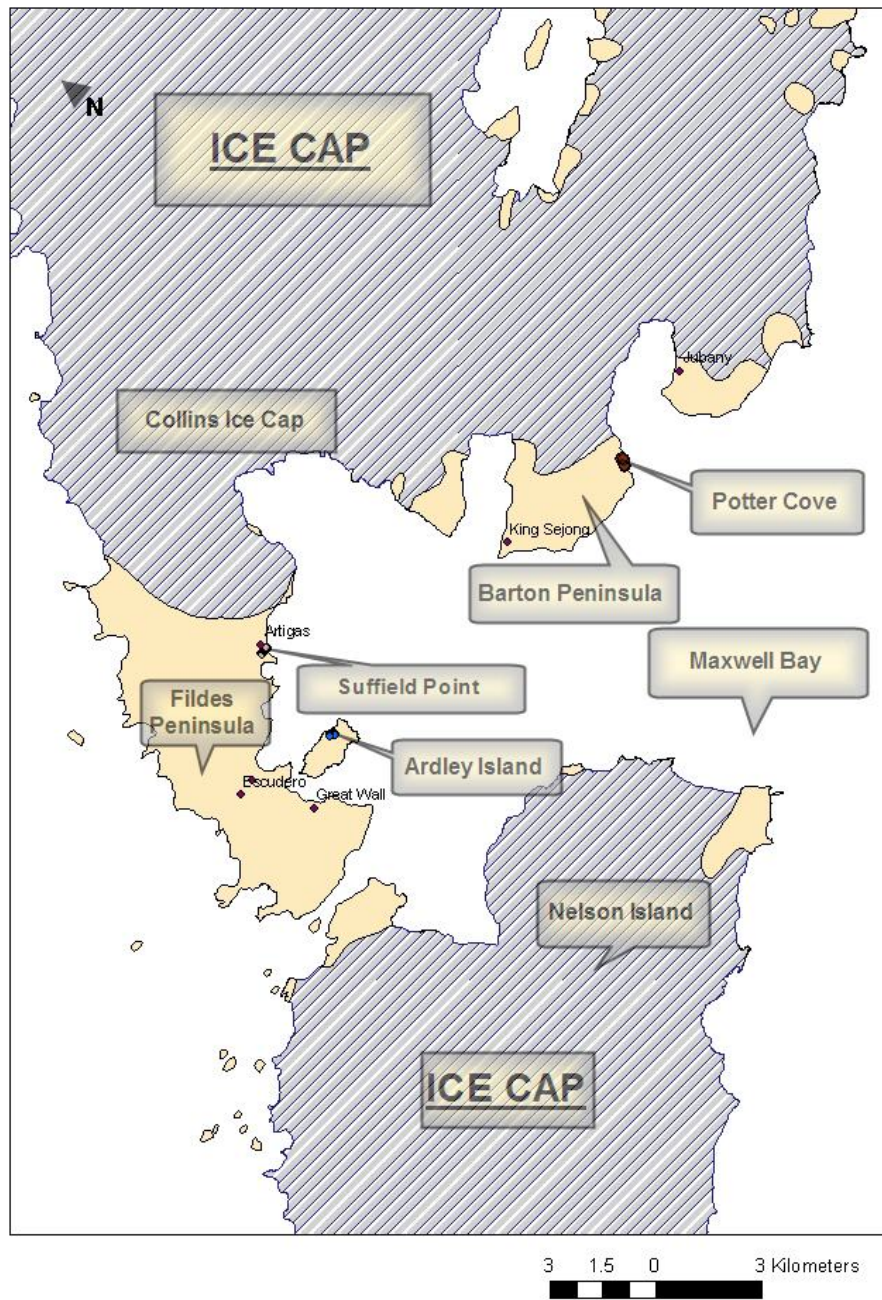 N
ICE CAP
Jubany
Collins Ice Cap
Potter Cove
King Sejong
Barton Peninsula
Artigas
Maxwell Bay
Suffield Point
Fildes
Peninsula
Ardley Island
Escudero
Great Wall
Nelson Island
ICE CAP
3 1.5 0 3 Kilometers